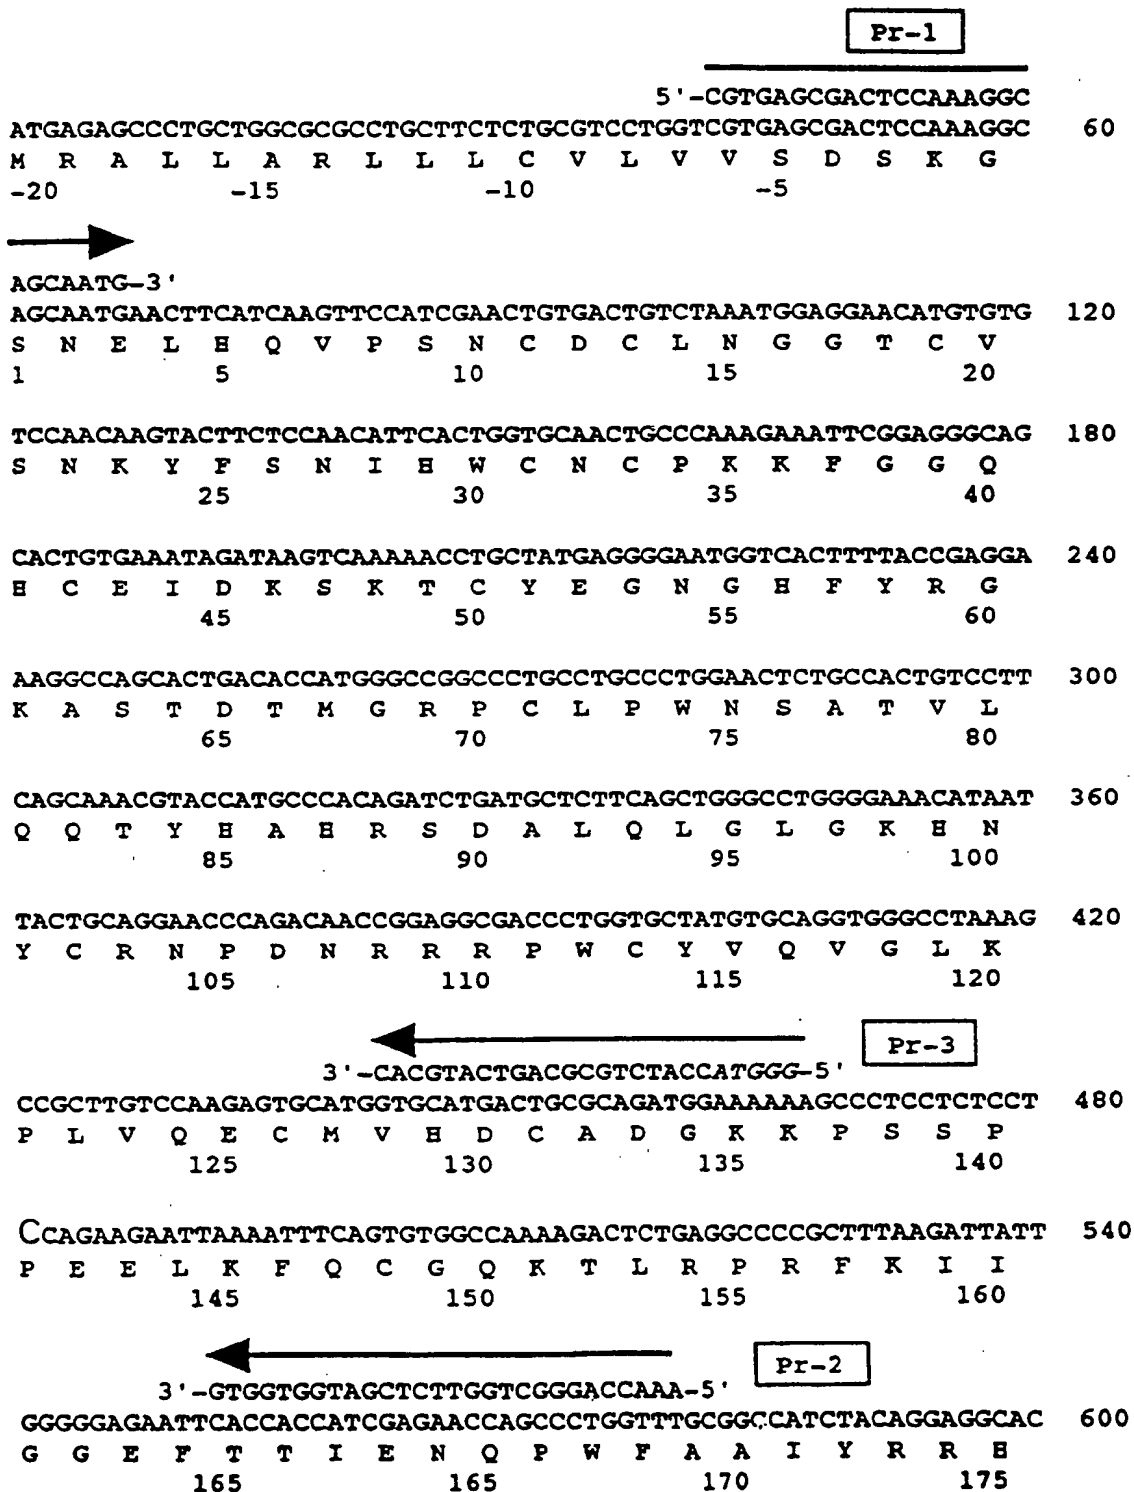 Pr-1
5'-CGTGAGCGACTCCAAAGGC
ATGAGAGCCCTGCTGGCGCGCCTGCTTCTCTGCGTCCTGGTCGTGAGCGACTCCAAAGGC 60
M R A L L A R L L L C V L V V S D S K G
-20 -15 -10 -5
AGCAATG-3'
AGCAATGAACTTCATCAAGTTCCATCGAACTGTGACTGTCTAAATGGAGGAACATGTGTG 120
S N E L H Q V P S N C D C L N G G T C V
1 5 10 15 20
TCCAACAAGTACTTCTCCAACATTCACTGGTGCAACTGCCCAAAGAAATTCGGAGGGCAG 180
S N K Y F S N I H W C N C P K K F G G Q
25 30 35 40
CACTGTGAAATAGATAAGTCAAAAACCTGCTATGAGGGGAATGGTCACTTTTACCGAGGA 240
H C E I D K S K T C Y E G N G H F Y R G
45 50 55 60
AAGGCCAGCACTGACACCATGGGCCGGCCCTGCCTGCCCTGGAACTCTGCCACTGTCCTT 300
K A S T D T M G R P C L P W N S A T V L
65 70 75 80
CAGCAAACGTACCATGCCCACAGATCTGATGCTCTTCAGCTGGGCCTGGGGAAACATAAT 360
Q Q T Y H A H R S D A L Q L G L G K H N
85 90 95 100
TACTGCAGGAACCCAGACAACCGGAGGCGACCCTGGTGCTATGTGCAGGTGGGCCTAAAG 420
Y C R N P D N R R R P W C Y V Q V G L K
105 110 115 120
Pr-3
3'-CACGTACTGACGCGTCTACCATGGG-5'
CCGCTTGTCCAAGAGTGCATGGTGCATGACTGCGCAGATGGAAAAAAGCCCTCCTCTCCT 480
P L V Q E C M V H D C A D G K K P S S P
125 130 135 140
CCAGAAGAATTAAAATTTCAGTGTGGCCAAAAGACTCTGAGGCCCCGCTTTAAGATTATT 540
P E E L K F Q C G Q K T L R P R F K I I
145 150 155 160
Pr-2
3'-GTGGTGGTAGCTCTTGGTCGGGACCAAA-5'
GGGGGAGAATTCACCACCATCGAGAACCAGCCCTGGTTTGCGGCCATCTACAGGAGGCAC 600
G G E F T T I E N Q P W F A A I Y R R H
165 165 170 175